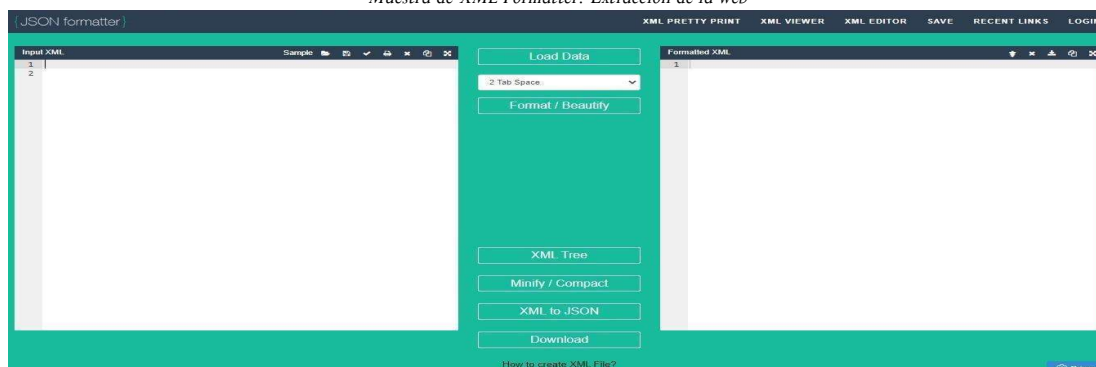 Muestra de XML Formatter. Extracción de la web
{JSON formatter}
XML PRETTY PRINT XML VIEWER XML EDITOR SAVE RECENT LINKS LOGIN
Input XML Sample
1
2
Load Data
2 Tab Space
Format / Beautify
XML Tree
Minify / Compact
XML to JSON
Download
How to create XML File?
Formatted XML
1